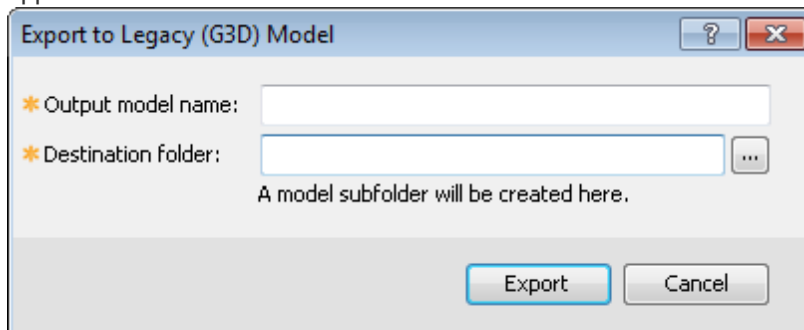 Export to Legacy (G3D) Model
?
*Output model name:
*Destination folder:
...
A model subfolder will be created here.
Export Cancel